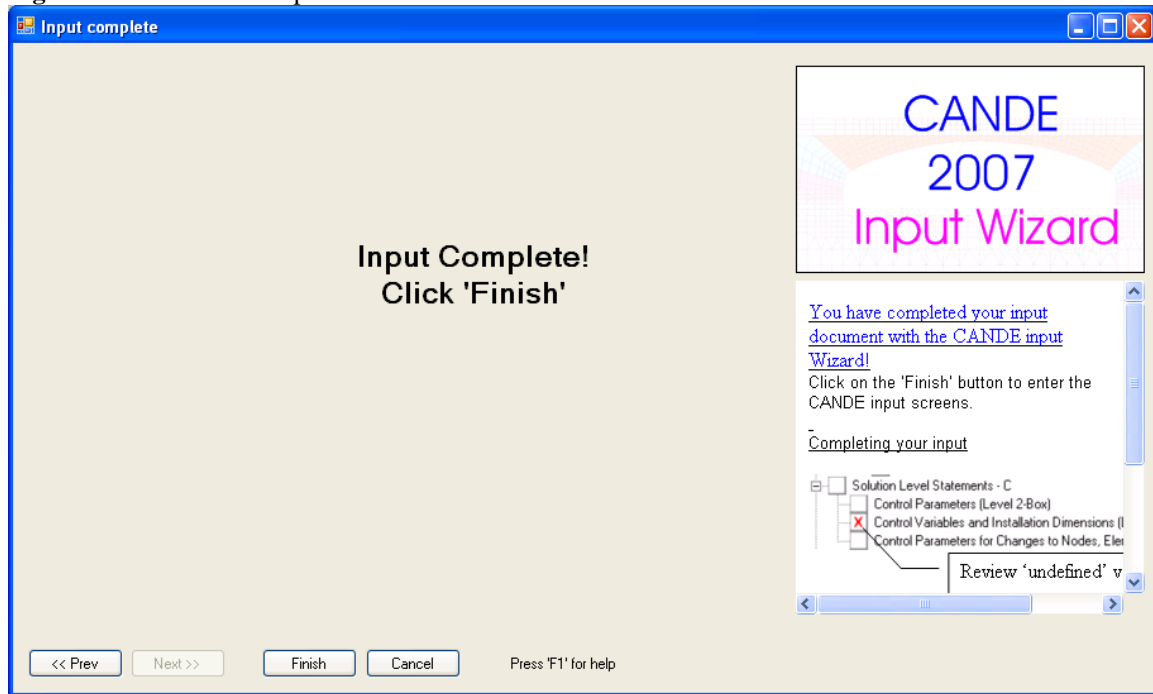 Input complete
Input Complete!
Click 'Finish'
CANDE
2007
Input Wizard
You have completed your input
document with the CANDE input
Wizard!
Click on the 'Finish' button to enter the
CANDE input screens.
Completing your input
Solution Level Statements - C
Control Parameters (Level 2-Box)
Control Variables and Installation Dimensions (
Control Parameters for Changes to Nodes, Ele
Review 'undefined' v
<< Prev
Next >>
Finish
Cancel
Press 'F1' for help